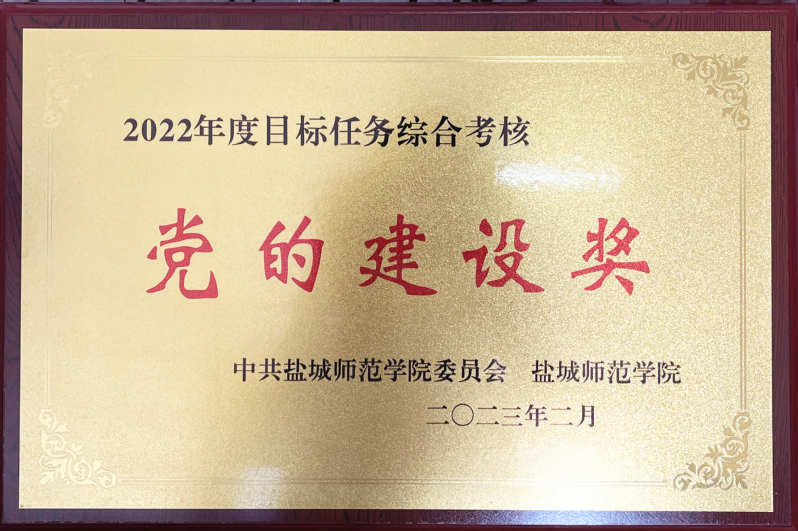 2022年度目标任务综合考核
党的建设奖
中共盐城师范学院委员会 盐城师范学院
二〇二三年二月